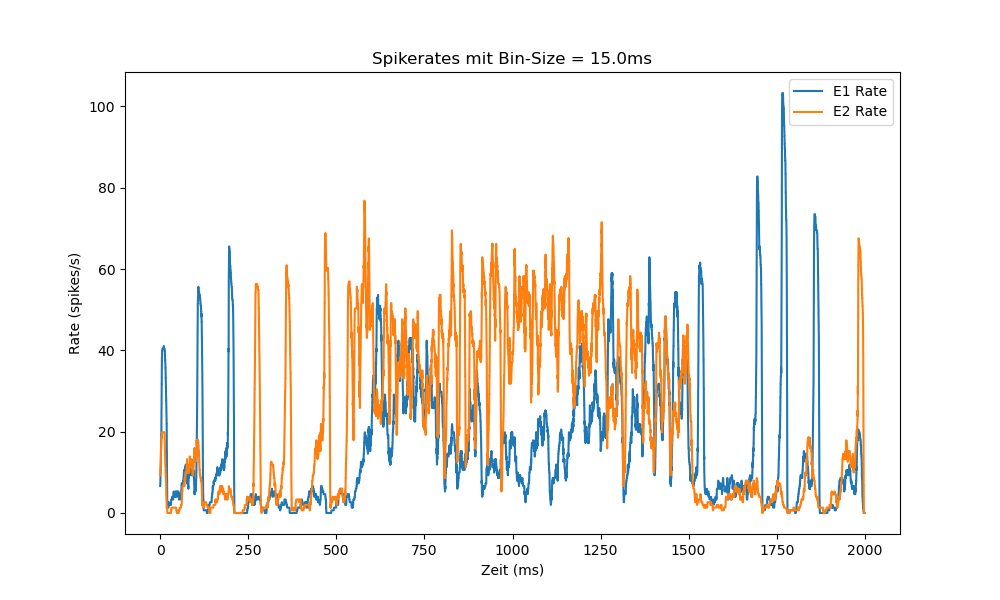 Spikerates mit Bin-Size = 15.0ms
E1 Rate
E2 Rate
100
80
60
40
20
0
Rate (spikes/s)
0 250 500 750 1000 1250 1500 1750 2000
Zeit (ms)